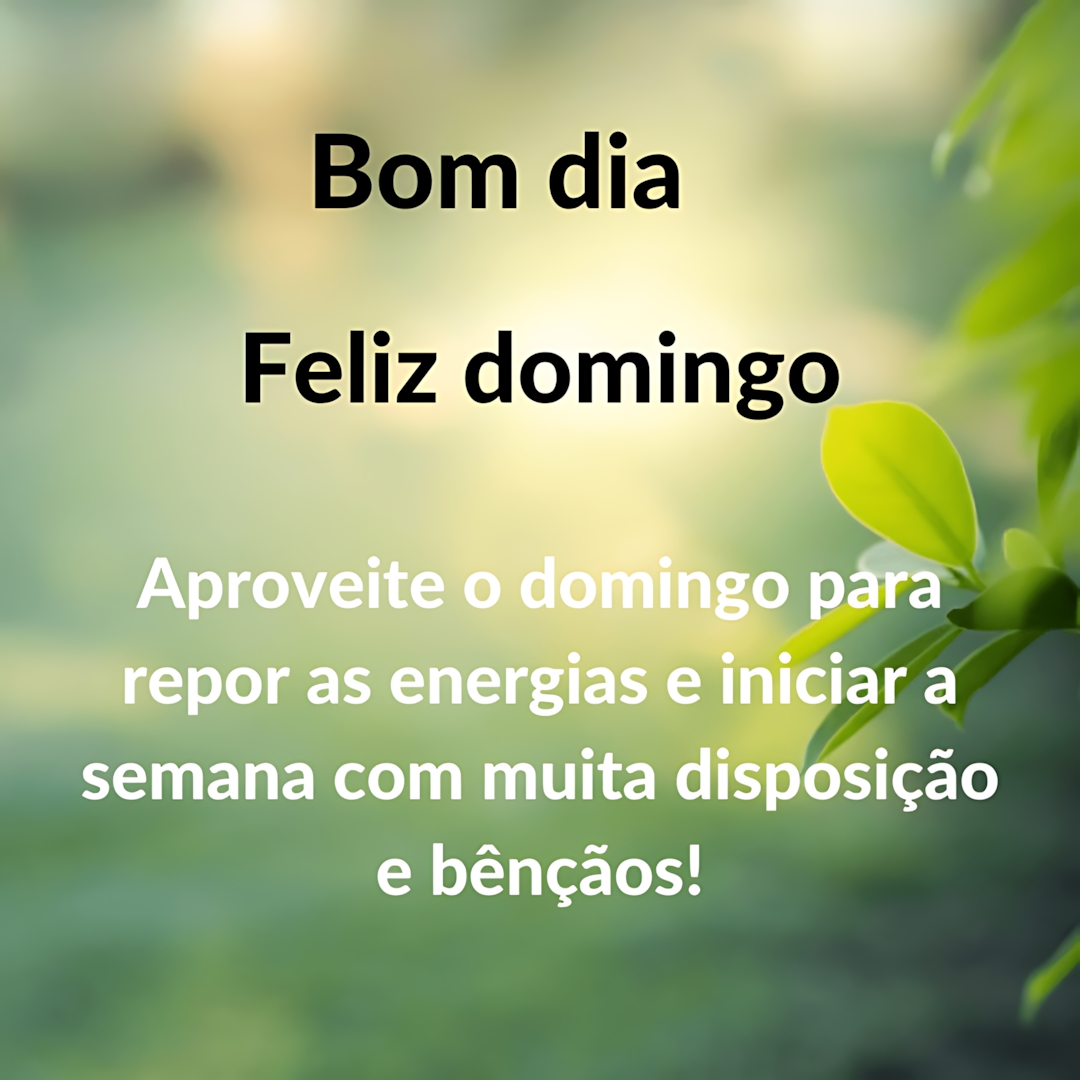 Bom dia
Feliz domingo
Aproveite o domingo para
repor as energias e iniciar a
semana com muita disposição
e bênçãos!